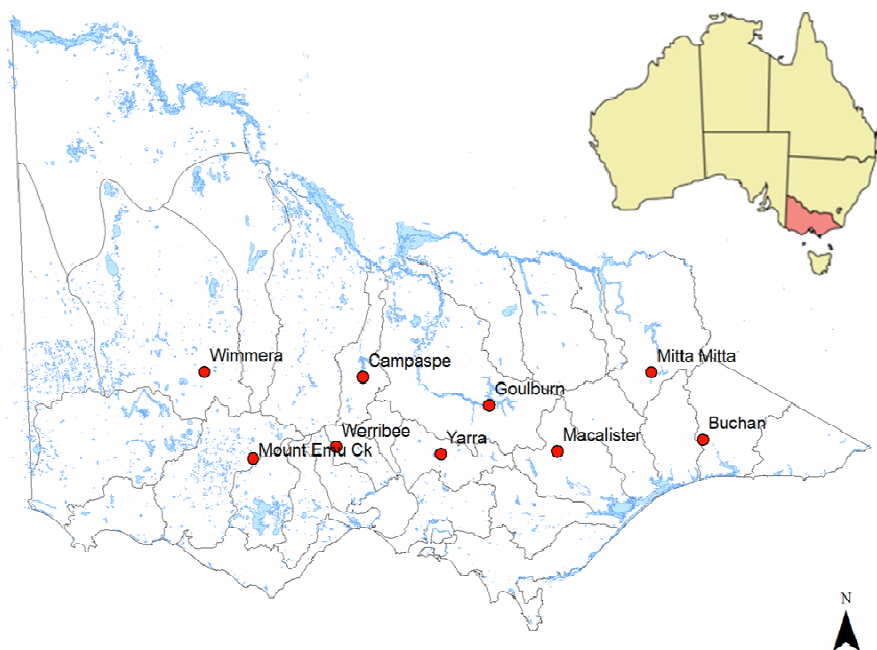 Wimmera
Campaspe
Mitta Mitta
Goulburn
Werribee
Yarra
Macalister
Buchan
Mount Emu Ck
N